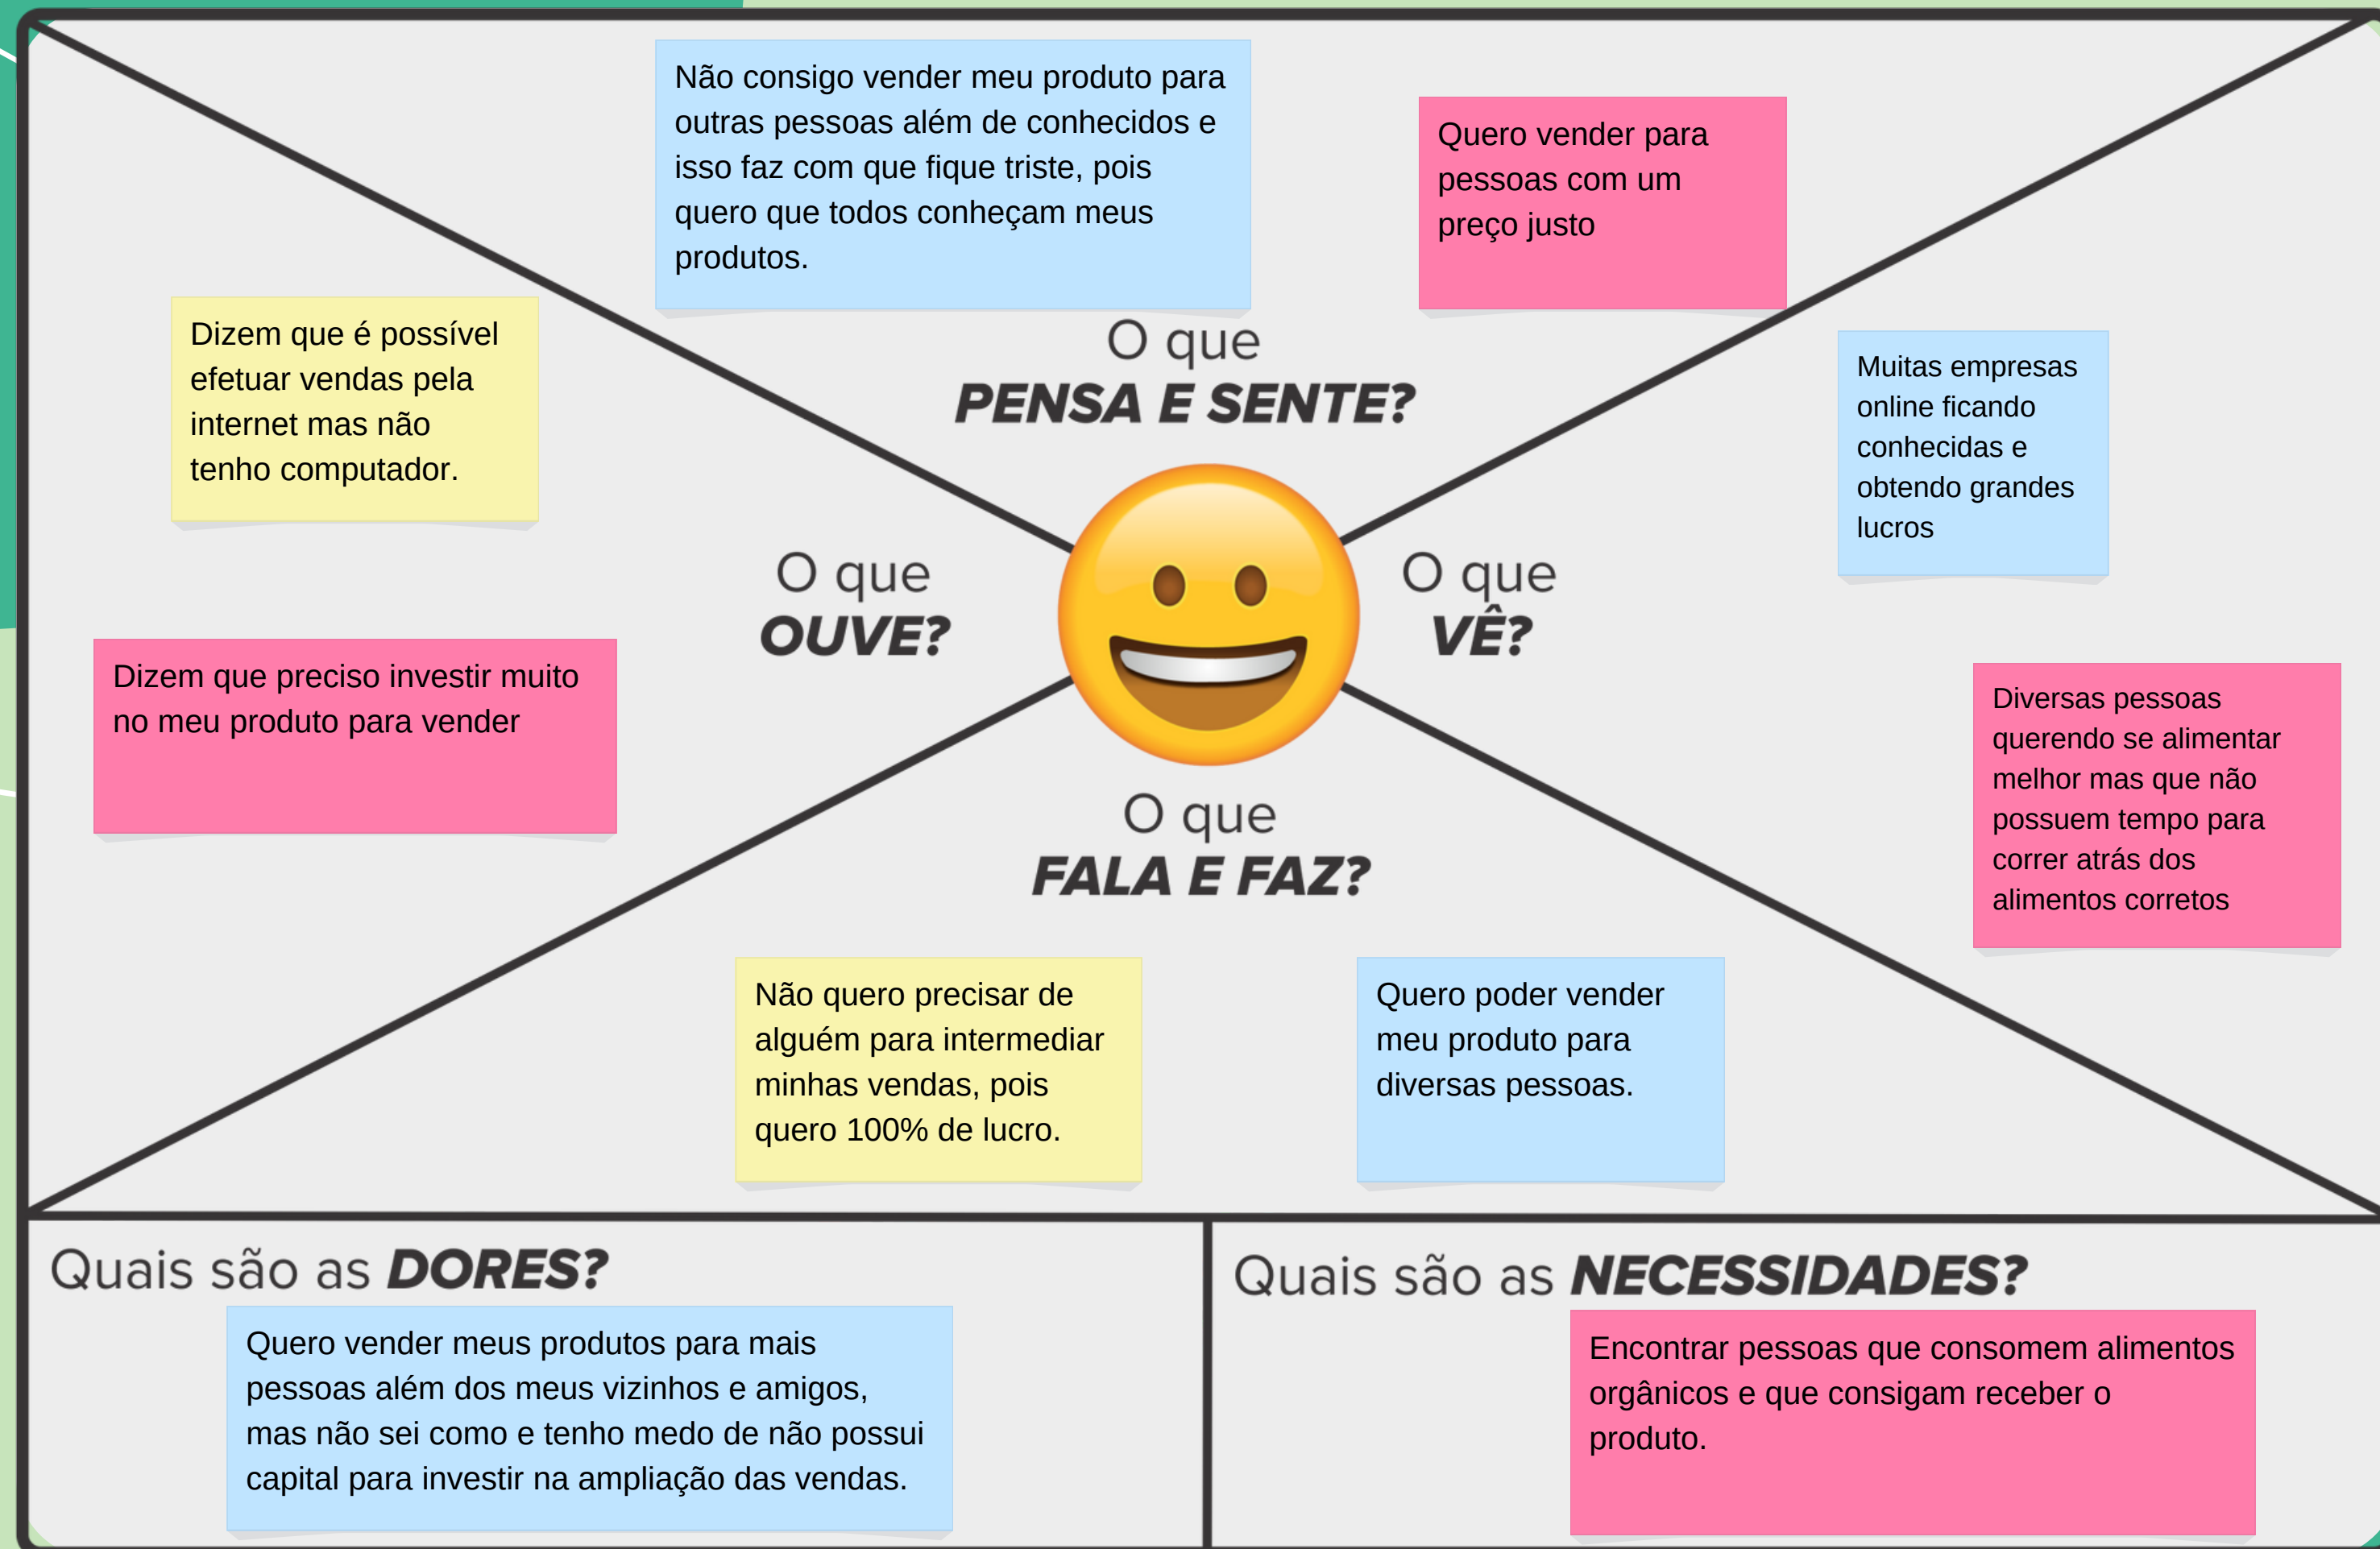 Não consigo vender meu produto para
outras pessoas além de conhecidos e
isso faz com que fique triste, pois
quero que todos conheçam meus
produtos.
Quero vender para
pessoas com um
preço justo
O que
PENSA E SENTE?
Dizem que é possível
efetuar vendas pela
internet mas não
tenho computador.
Dizem que preciso investir muito
no meu produto para vender
O que
OUVE?
O que
VÊ?
Muitas empresas
online ficando
conhecidas e
obtendo grandes
lucros
Diversas pessoas
querendo se alimentar
melhor mas que não
possuem tempo para
correr atrás dos
alimentos corretos
O que
FALA E FAZ?
Não quero precisar de
alguém para intermediar
minhas vendas, pois
quero 100% de lucro.
Quero poder vender
meu produto para
diversas pessoas.
Quais são as DORES?
Quero vender meus produtos para mais
pessoas além dos meus vizinhos e amigos,
mas não sei como e tenho medo de não possui
capital para investir na ampliação das vendas.
Quais são as NECESSIDADES?
Encontrar pessoas que consomem alimentos
orgânicos e que consigam receber o
produto.